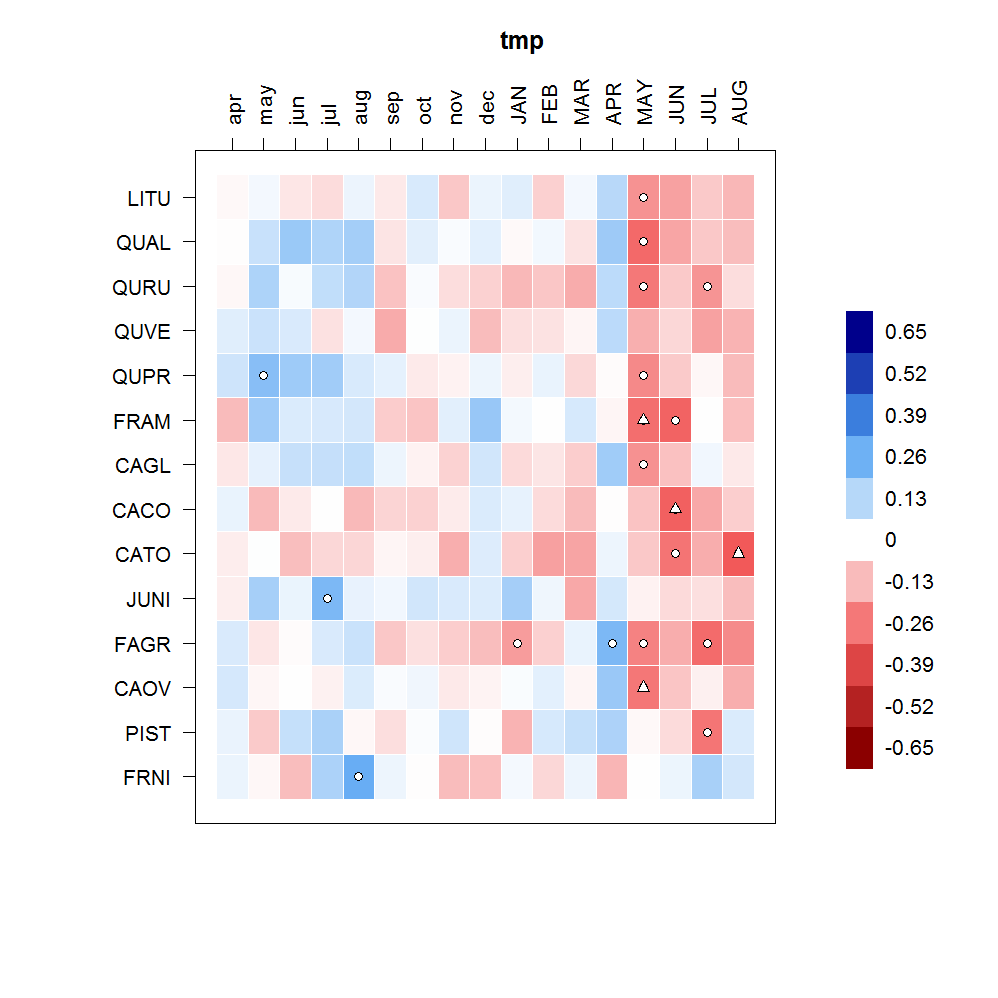 tmp
apr may jun jul aug sep oct nov dec JAN FEB MAR APR MAY JUN JUL AUG
LITU
QUAL
QURU
QUVE
QUPR
FRAM
CAGL
CACO
CATO
JUNI
FAGR
CAOV
PIST
FRNI
0.65
0.52
0.39
0.26
0.13
0
-0.13
-0.26
-0.39
-0.52
-0.65